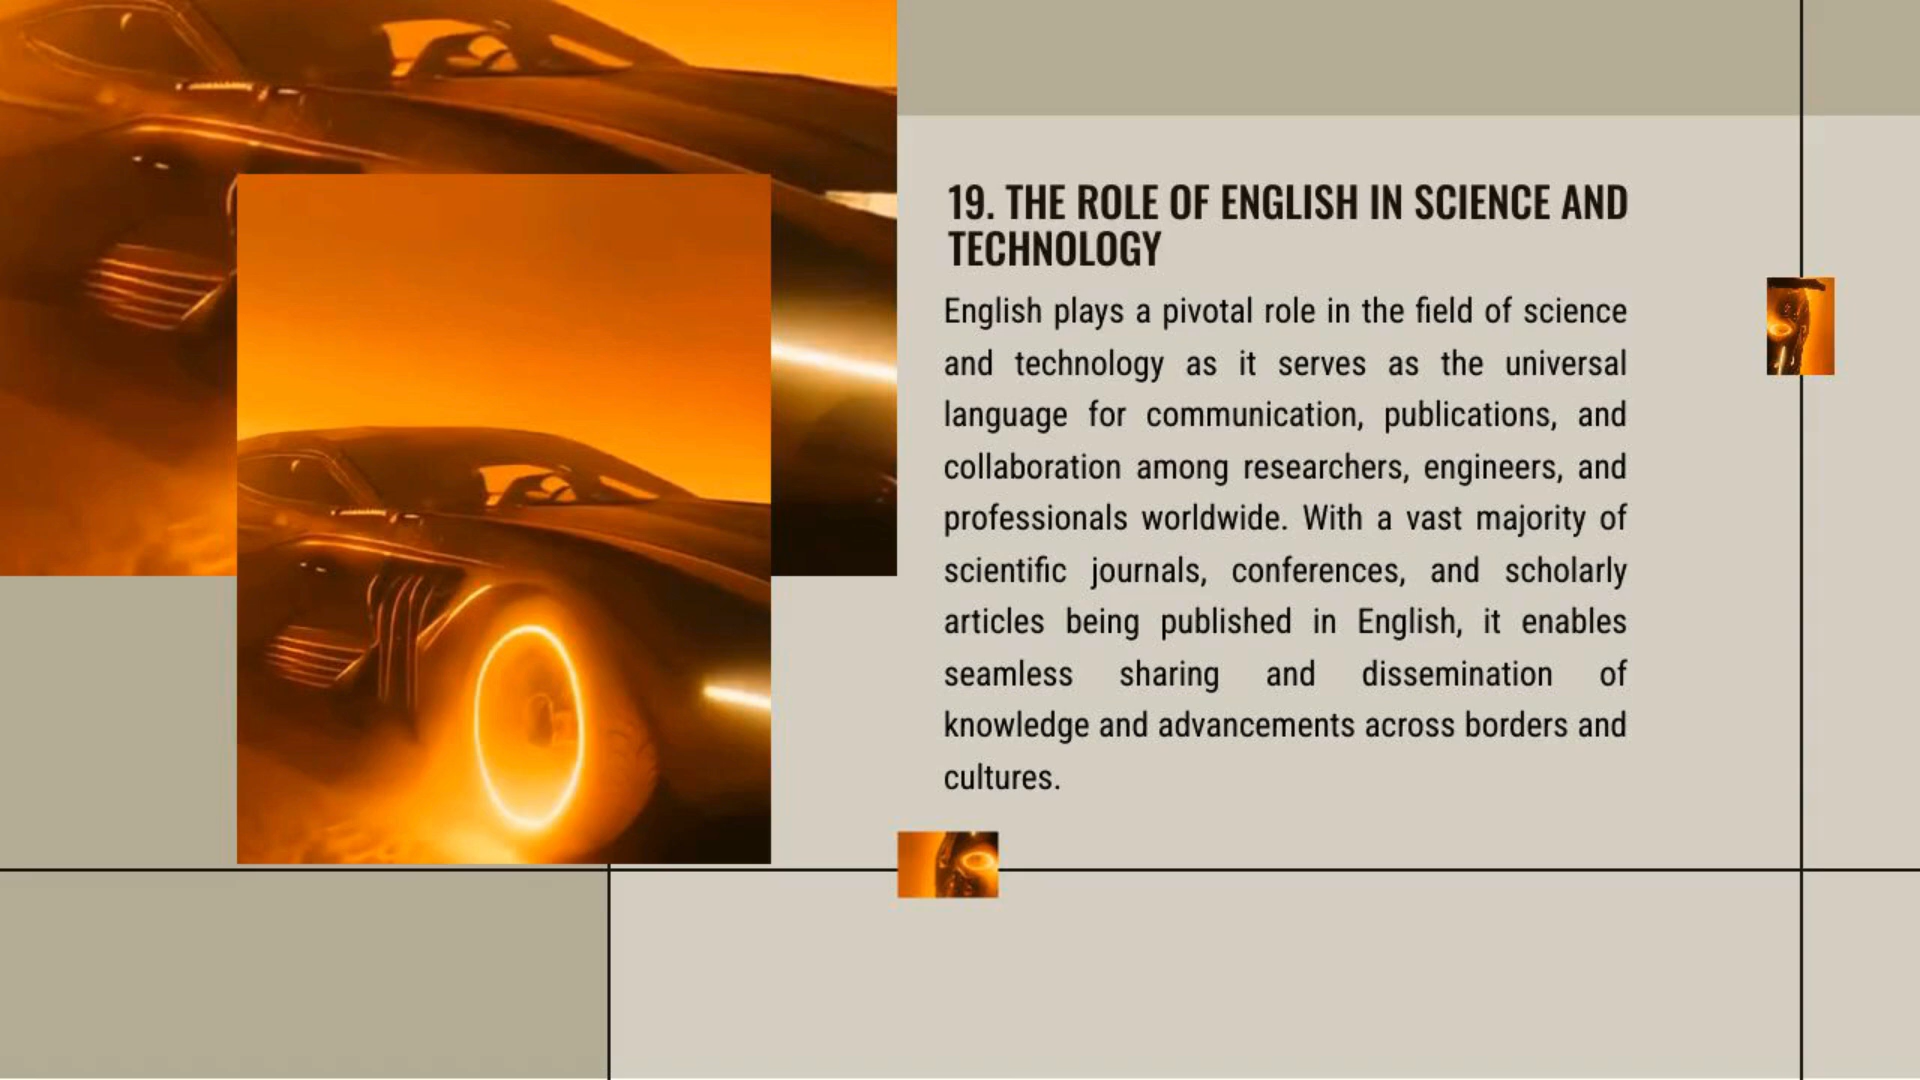 19. THE ROLE OF ENGLISH IN SCIENCE AND
TECHNOLOGY
English plays a pivotal role in the field of science
and technology as it serves as the universal
language for communication, publications, and
collaboration among researchers, engineers, and
professionals worldwide. With a vast majority of
scientific journals, conferences, and scholarly
articles being published in English, it enables
seamless sharing and dissemination of
knowledge and advancements across borders and
cultures.